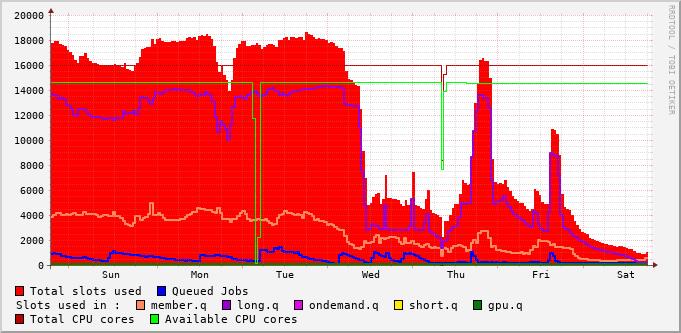 20000
18000
16000
14000
12000
10000
8000
6000
4000
2000
0
Sun Mon Tue Wed Thu Fri Sat
RRDTOOL / TOBI OETIKER
Total slots used Queued Jobs
Slots used in : member.q long.q ondemand.q short.q gpu.q
Total CPU cores Available CPU cores